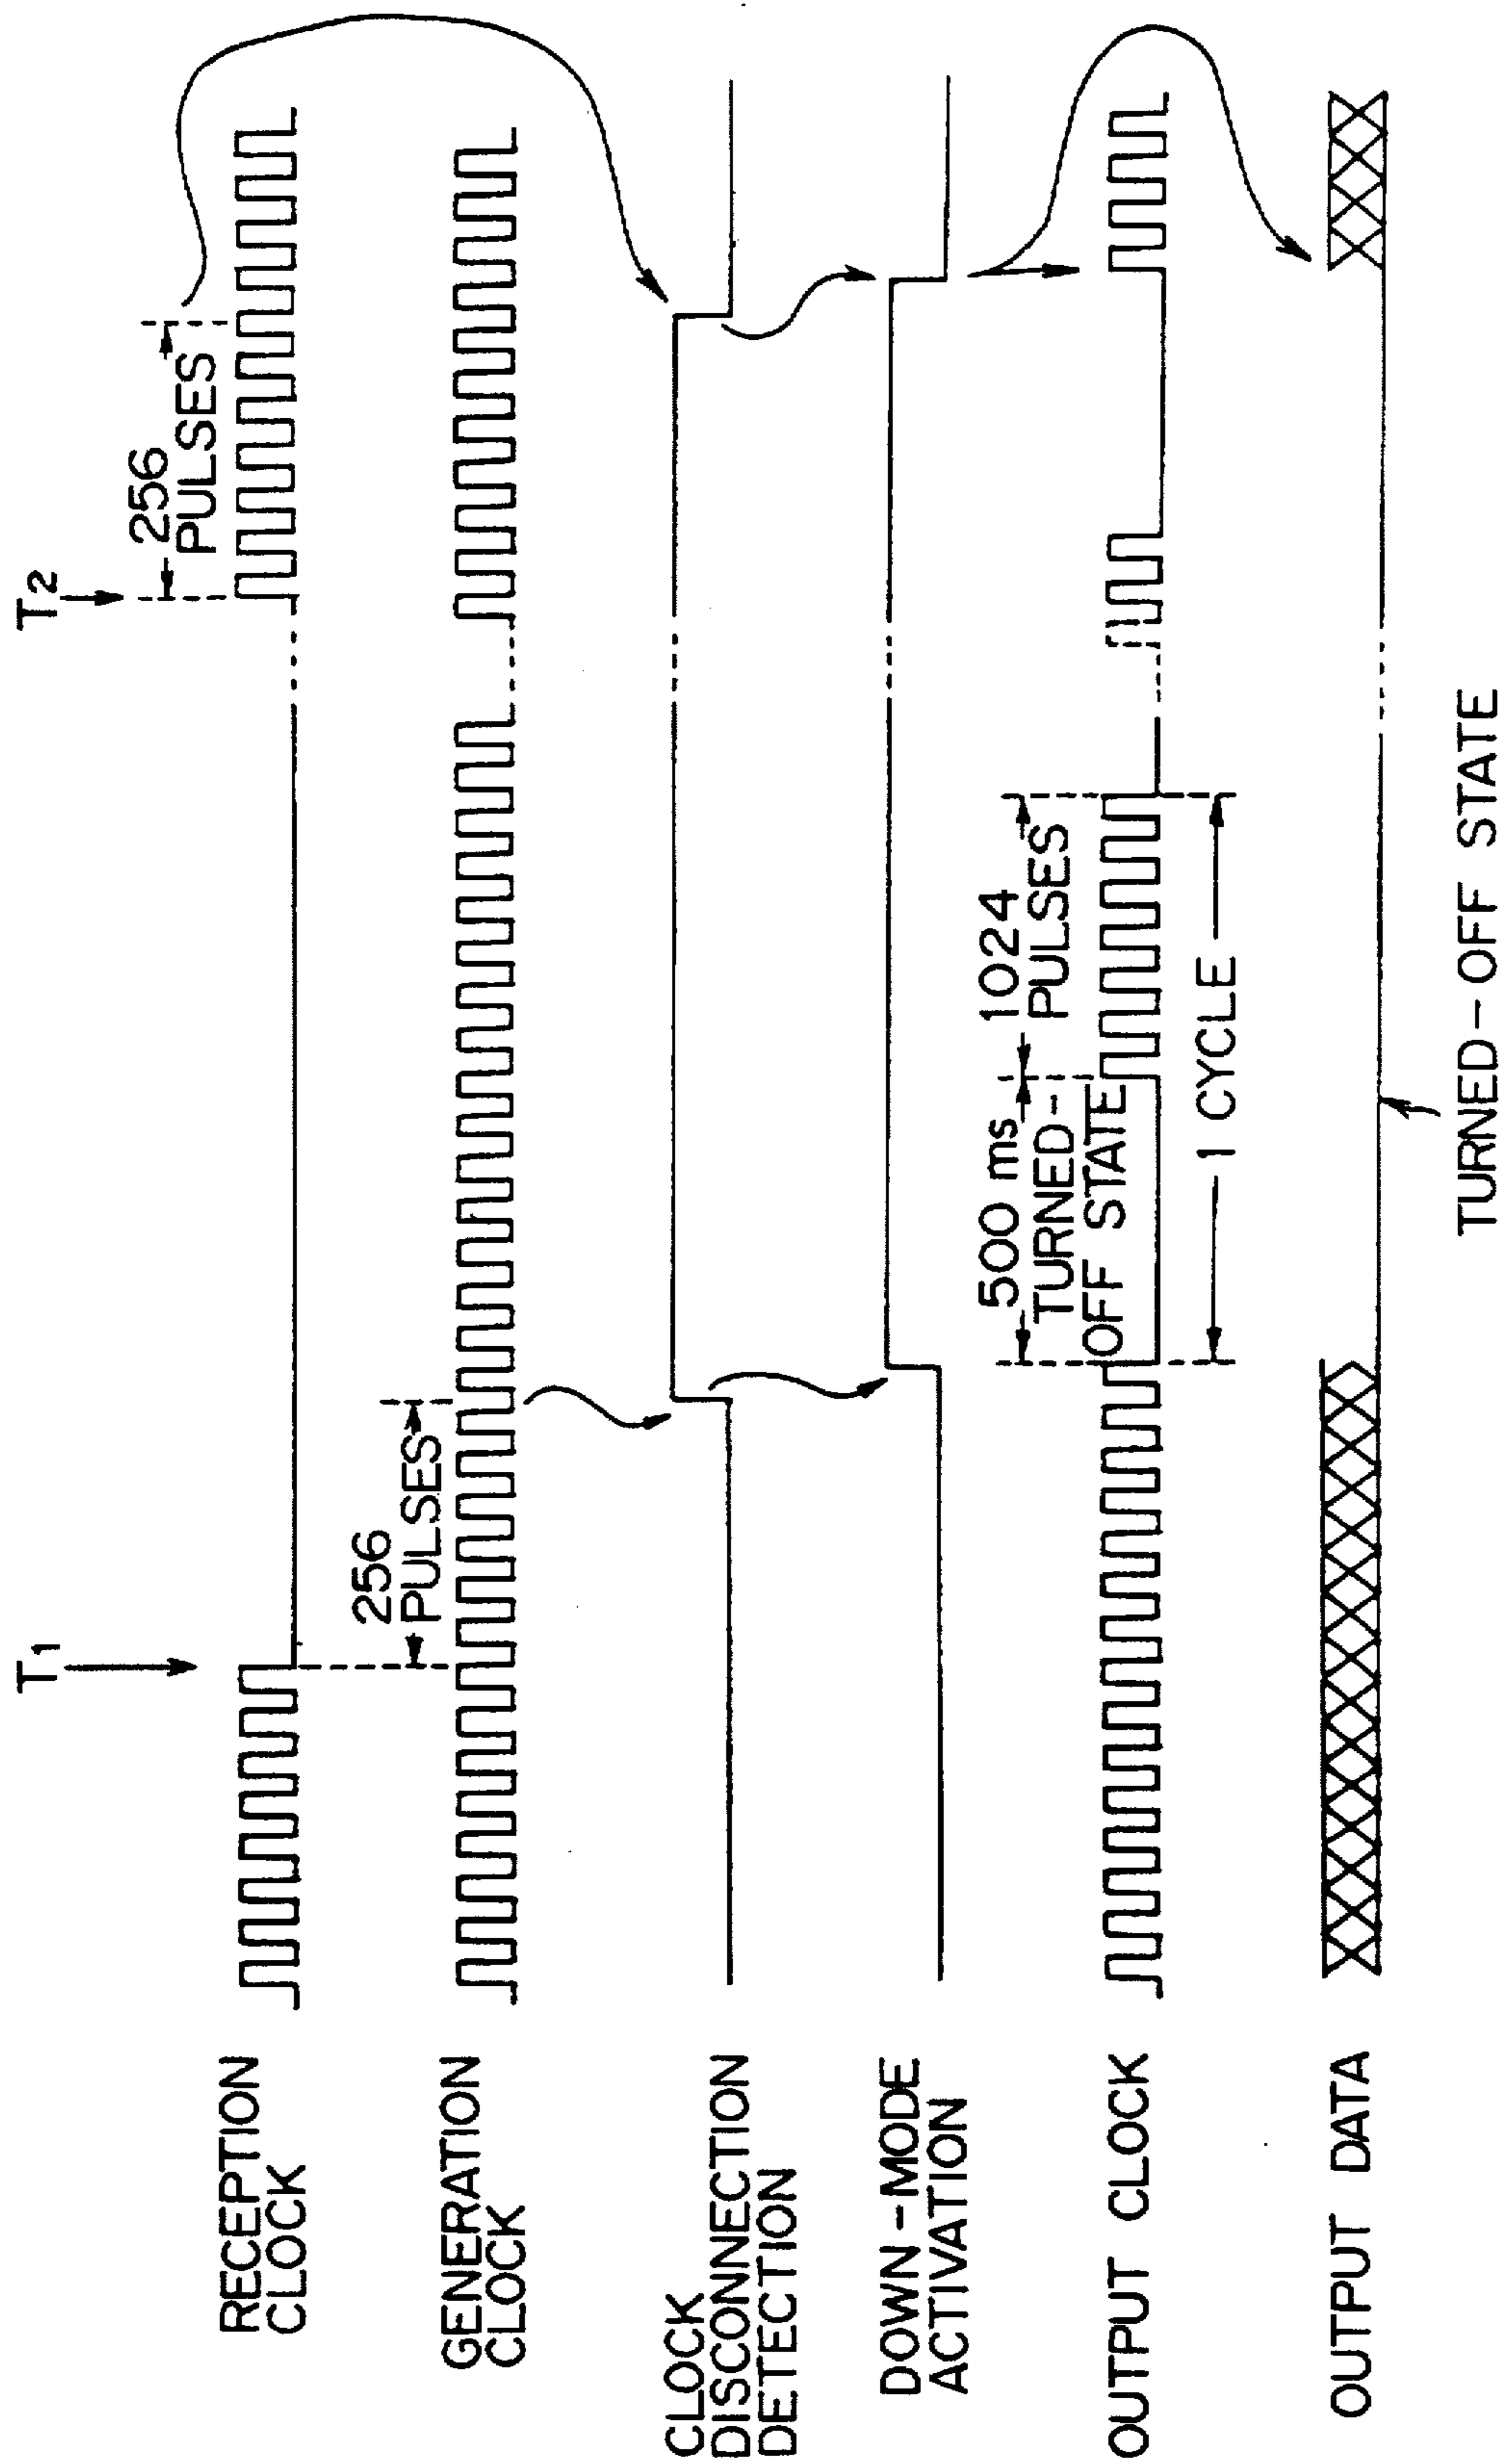 T1
T2
256
PULSES
RECEPTION
CLOCK
256
PULSES
GENERATION
CLOCK
CLOCK
DISCONNECTION
DETECTION
DOWN-MODE
ACTIVATION
500 ms
TURNED-
OFF STATE
1024
PULSES
OUTPUT CLOCK
1 CYCLE
OUTPUT DATA
TURNED-OFF STATE